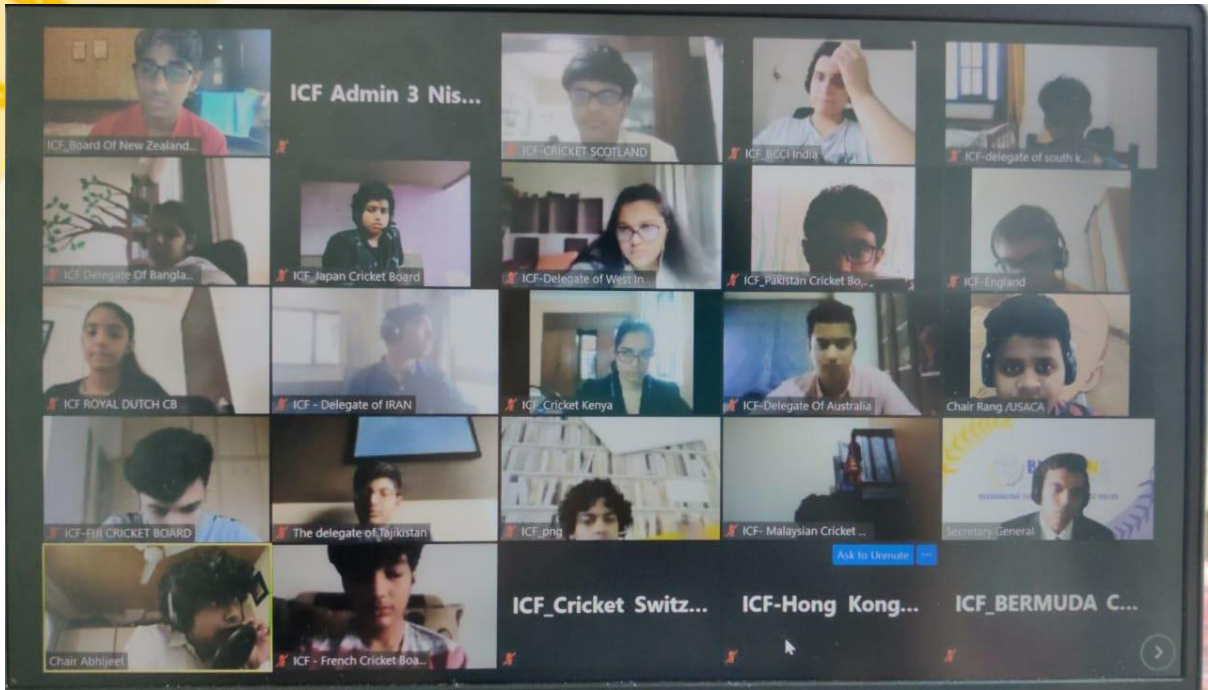 ICF_Board Of New Zealand...
ICF Admin 3 Nis...
ICF-CRICKET SCOTLAND
ICF_BCCI India
ICF-delegate of south k...
ICF Delegate Of Bangla...
ICF_Japan Cricket Board
ICF-Delegate of West In...
ICF_Pakistan Cricket Bo...
ICF-England
ICF ROYAL DUTCH CB
ICF - Delegate of IRAN
ICF_Cricket Kenya
ICF-Delegate Of Australia
Chair Rang /USACA
ICF-FIJI CRICKET BOARD
The delegate of Tajikistan
ICF_png
ICF- Malaysian Cricket ...
Secretary General
Ask to Unmute ...
Chair Abhijeet
ICF - French Cricket Boa...
ICF_Cricket Switz...
ICF-Hong Kong...
ICF_BERMUDA C...